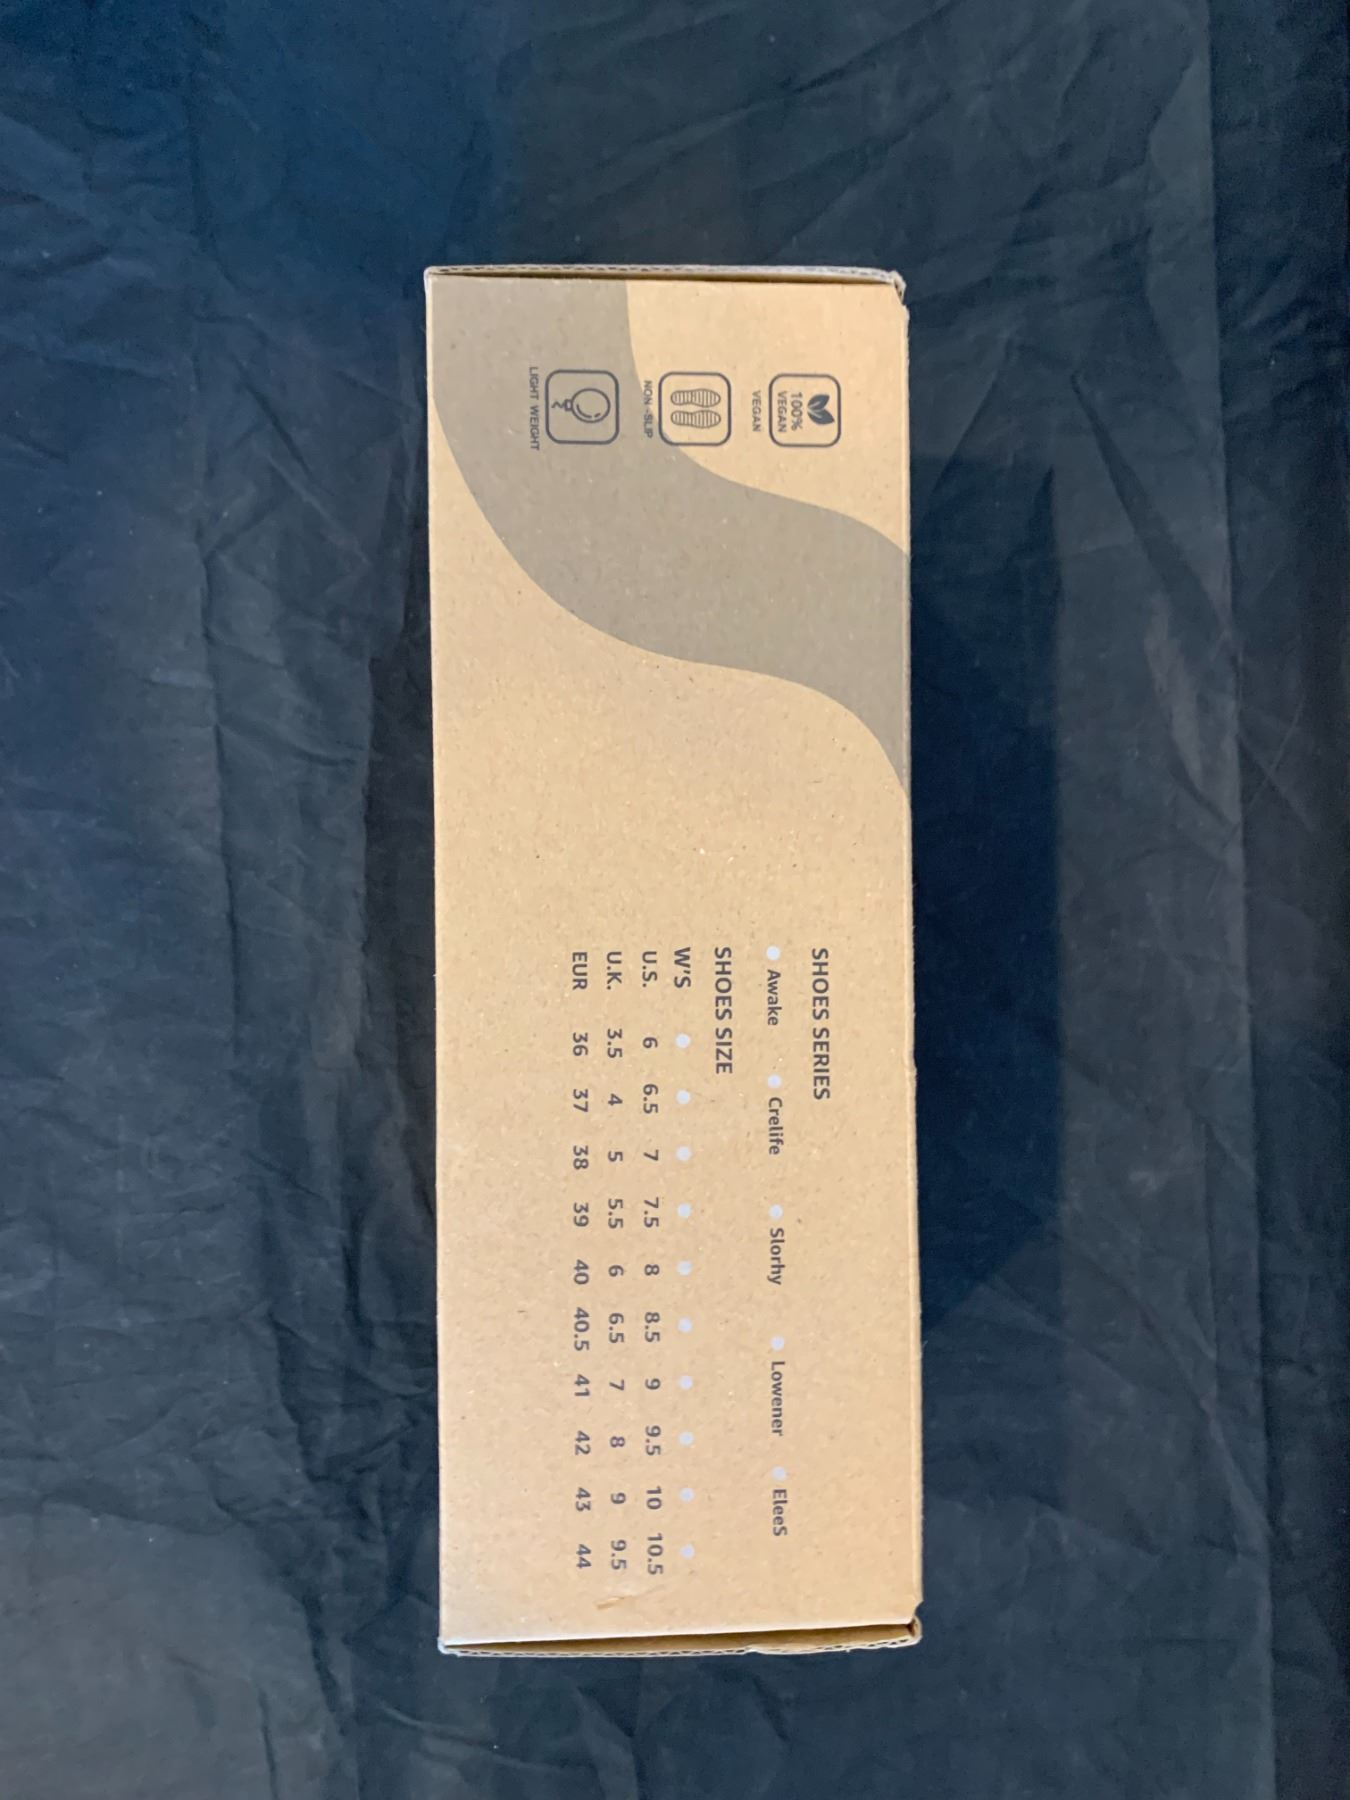 100%
VEGAN
VEGAN
NON-SLIP
LIGHT WEIGHT
SHOES SERIES
Awake Crelife Slorhy Lowener EleeS
SHOES SIZE
W'S
U.S. 6 6.5 7 7.5 8 8.5 9 9.5 10 10.5
U.K. 3.5 4 5 5.5 6 6.5 7 8 9 9.5
EUR 36 37 38 39 40 40.5 41 42 43 44